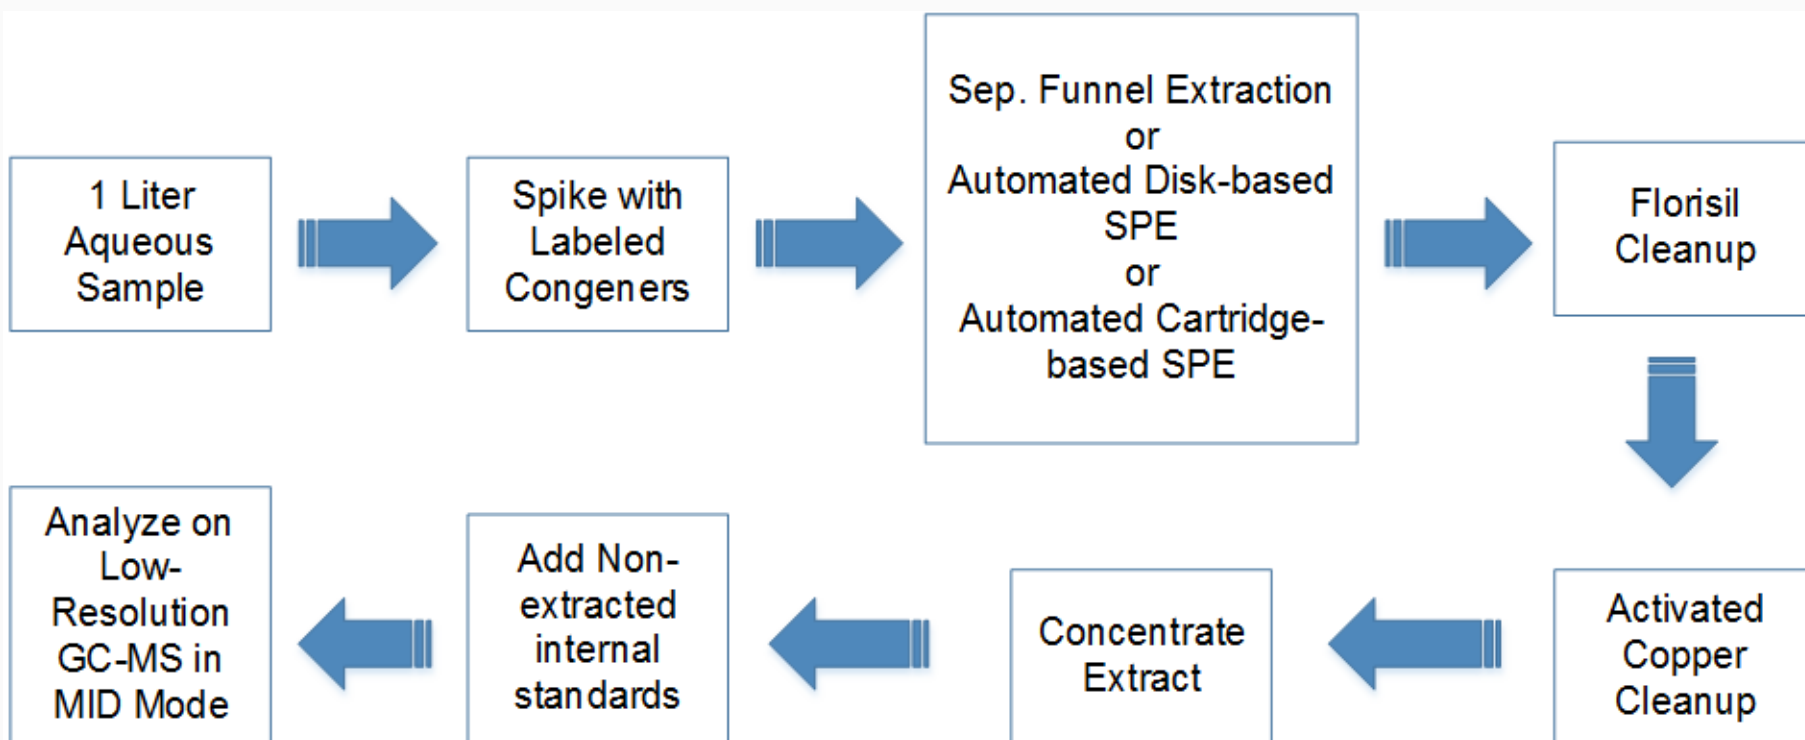 1 Liter
Aqueous
Sample
Spike with
Labeled
Congeners
Sep. Funnel Extraction
or
Automated Disk-based
SPE
or
Automated Cartridge-
based SPE
Florisil
Cleanup
Activated
Copper
Cleanup
Concentrate
Extract
Add Non-
extracted
internal
standards
Analyze on
Low-
Resolution
GC-MS in
MID Mode